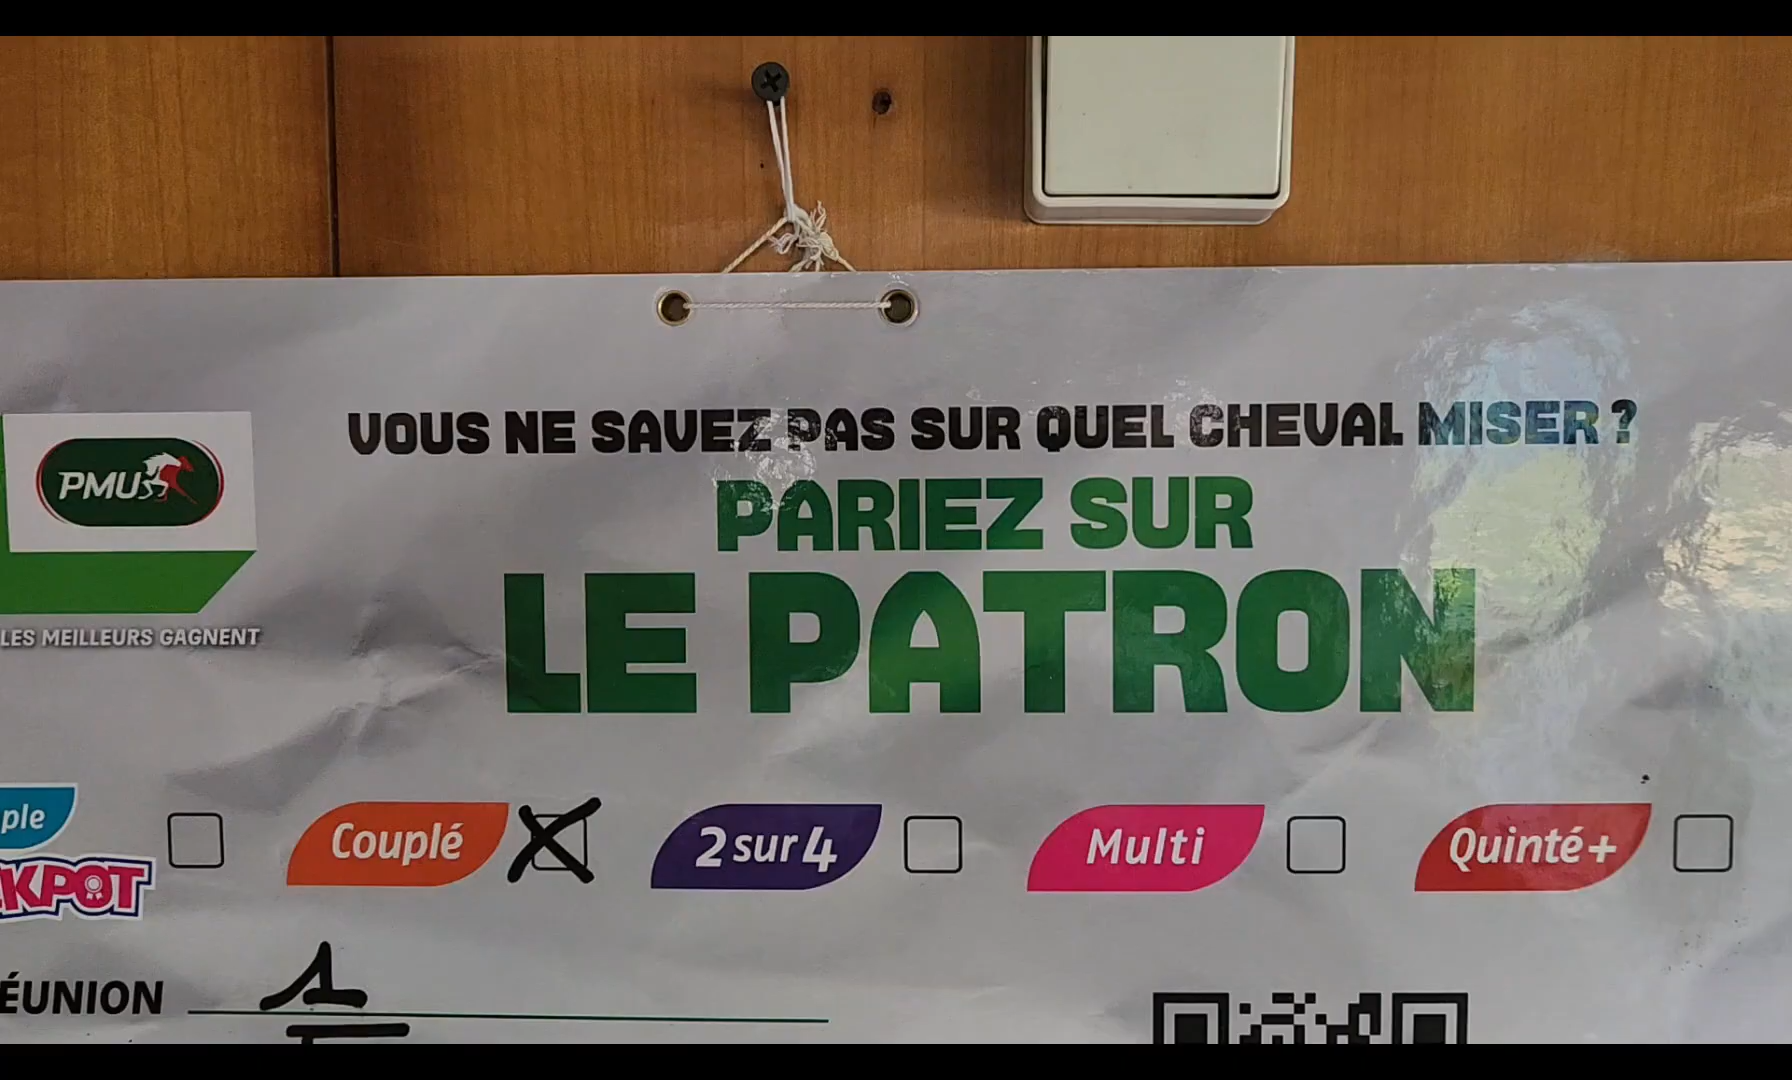 VOUS NE SAVEZ PAS SUR QUEL CHEVAL MISER ?
PMU
PARIEZ SUR
LE PATRON
LES MEILLEURS GAGNENT
ple
KPOT
Couplé
2 sur 4
Multi
Quinté+
ÉUNION 1